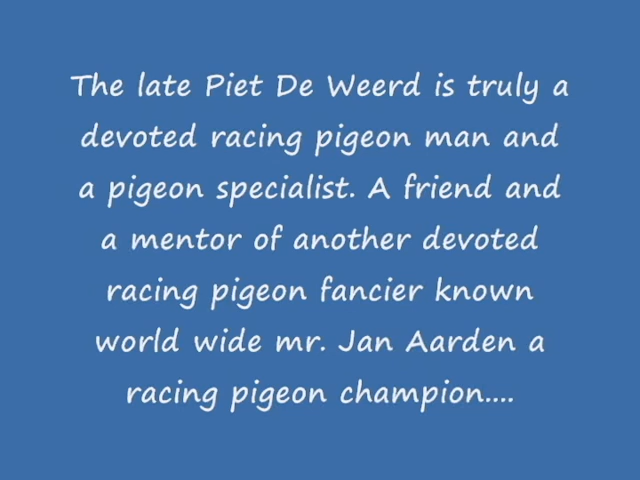 The late Piet De Weerd is truly a
devoted racing pigeon man and
a pigeon specialist. A friend and
a mentor of another devoted
racing pigeon fancier known
world wide mr. Jan Aarden a
racing pigeon champion....